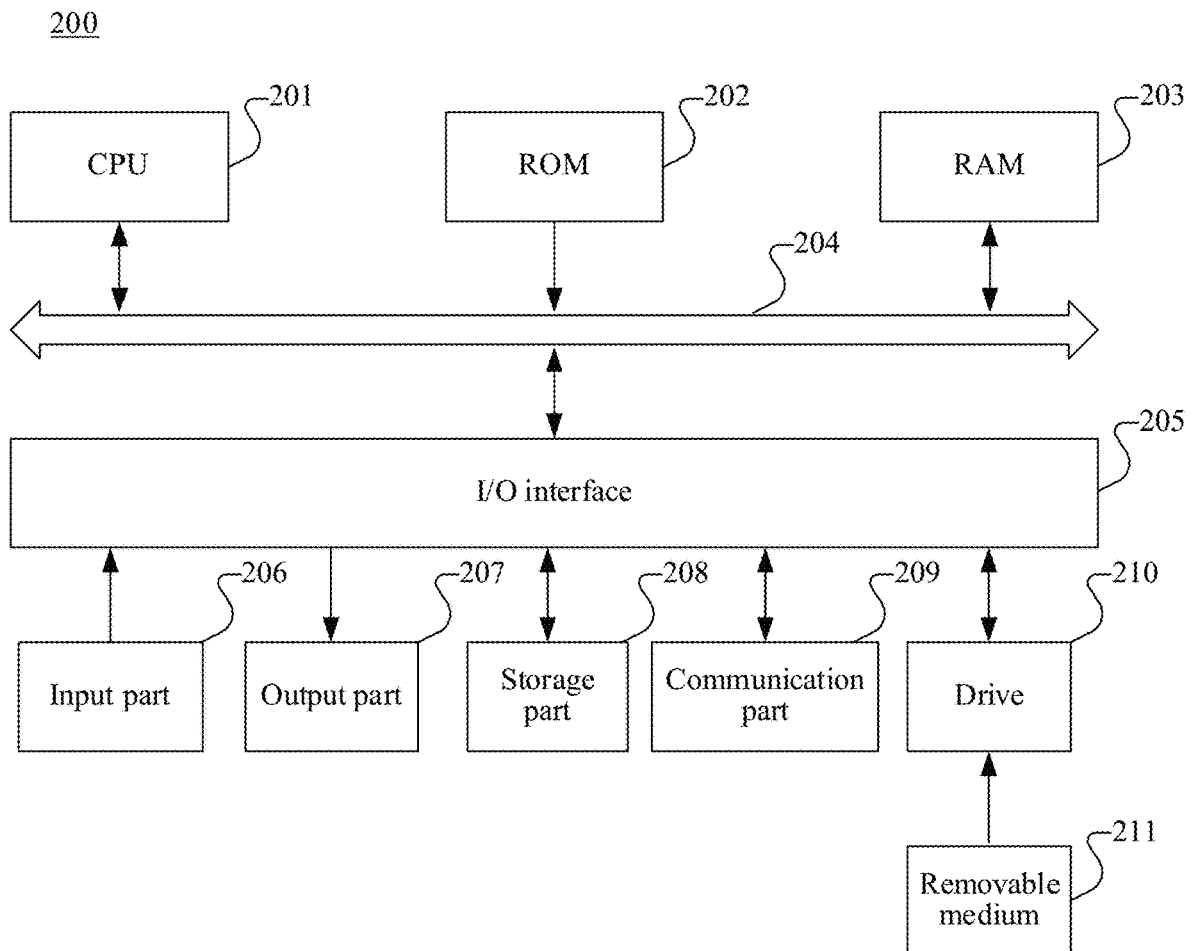 200
201
202
203
CPU
ROM
RAM
204
205
I/O interface
206
207
208
209
210
Input part
Output part
Storage
part
Communication
part
Drive
211
Removable
medium